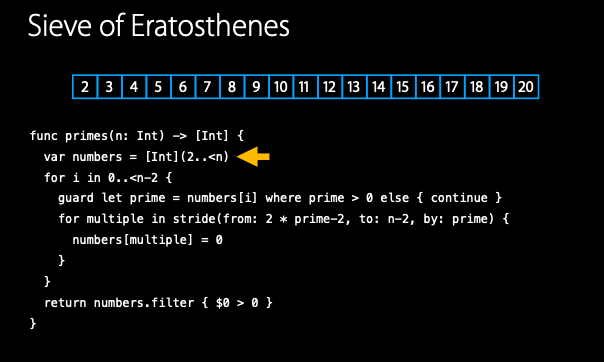 Sieve of Eratosthenes
2 3 4 5 6 7 8 9 10 11 12 13 14 15 16 17 18 19 20
func primes(n: Int) -> [Int] {
  var numbers = [Int](2..<n)
  for i in 0..<n-2 {
    guard let prime = numbers[i] where prime > 0 else { continue }
    for multiple in stride(from: 2 * prime-2, to: n-2, by: prime) {
      numbers[multiple] = 0
    }
  }
  return numbers.filter { $0 > 0 }
}